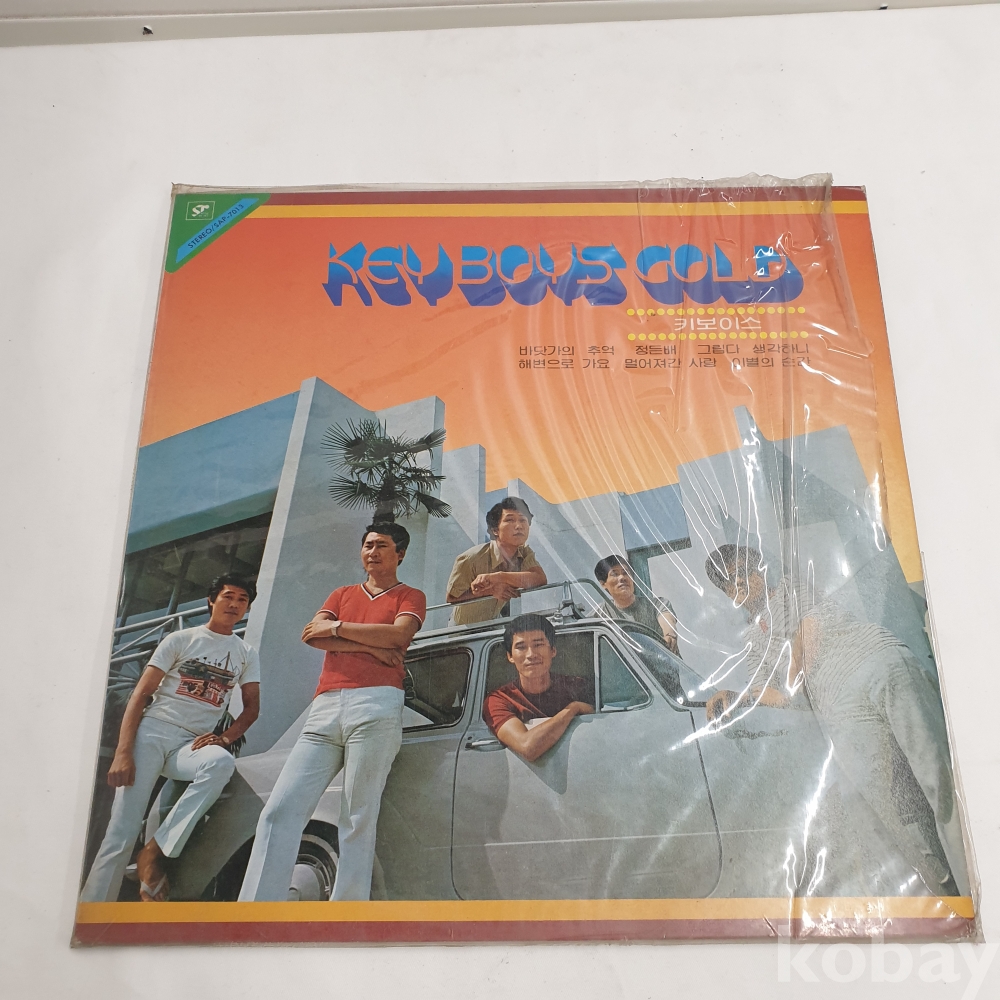 STEREO/SAP-7013
KEY BOYS GOLD
키보이스
바닷가의 추억 정든배 그립다 생각하니
해변으로 가요 멀어져간 사랑 이별의 순간
kobay